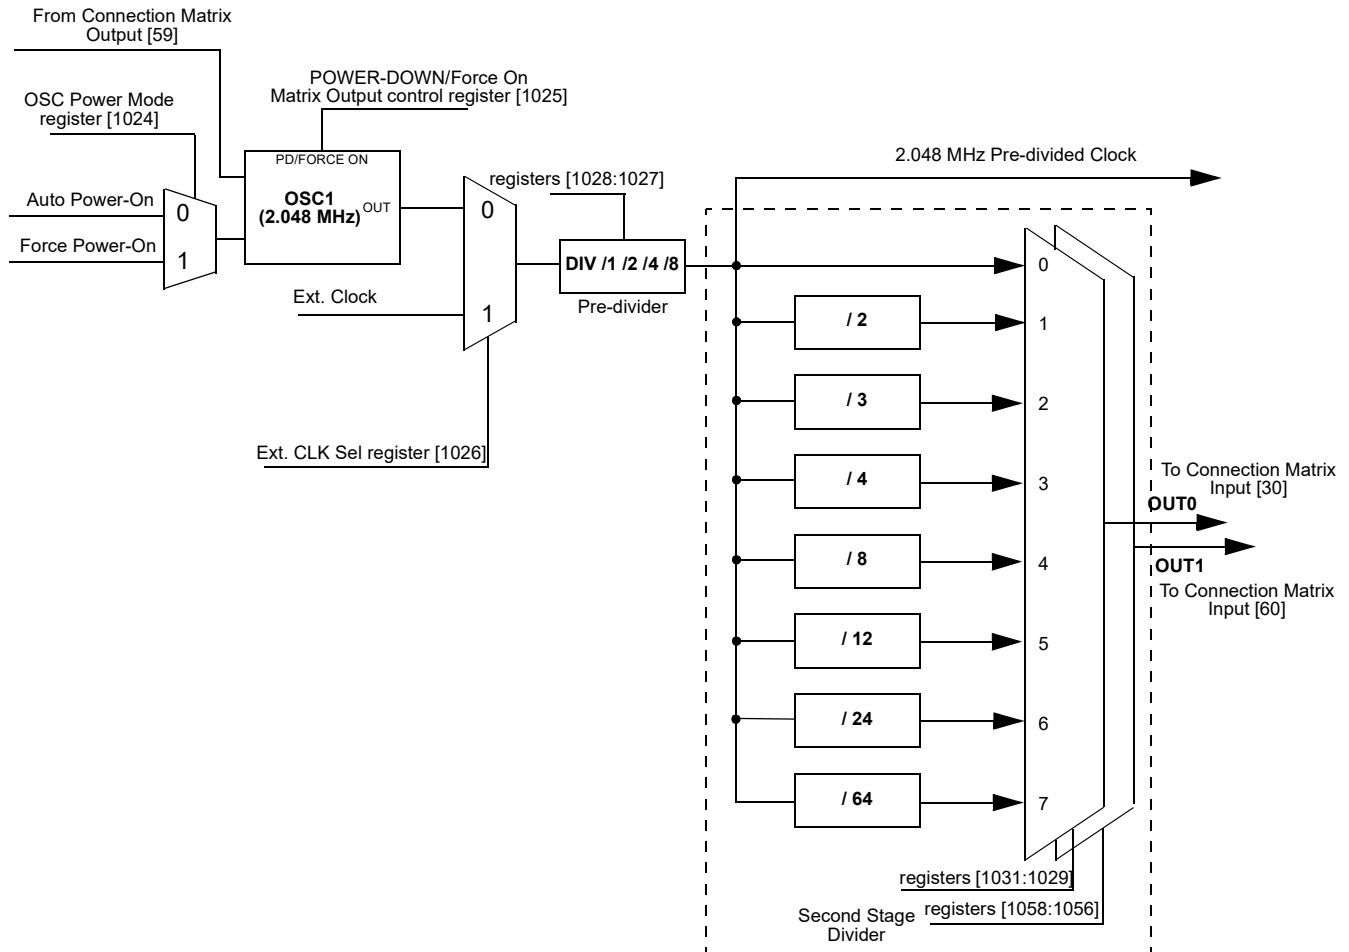 From Connection Matrix
Output [59]
POWER-DOWN/Force On
Matrix Output control register [1025]
OSC Power Mode
register [1024]
PD/FORCE ON
OSC1
(2.048 MHz)
OUT
Auto Power-On
Force Power-On
0
1
0
1
Ext. Clock
Ext. CLK Sel register [1026]
registers [1028:1027]
DIV /1 /2 /4 /8
Pre-divider
2.048 MHz Pre-divided Clock
0
/ 2
1
/ 3
2
/ 4
3
/ 8
4
/ 12
5
/ 24
6
/ 64
7
To Connection Matrix
Input [30]
OUT0
OUT1
To Connection Matrix
Input [60]
registers [1031:1029]
registers [1058:1056]
Second Stage
Divider